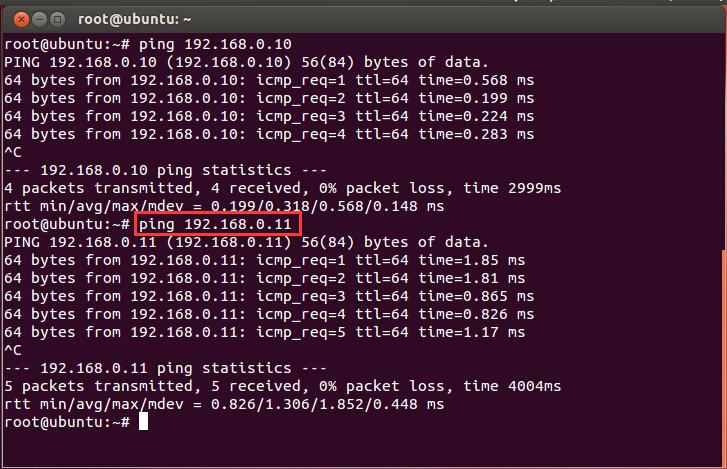 root@ubuntu: ~
root@ubuntu:~# ping 192.168.0.10
PING 192.168.0.10 (192.168.0.10) 56(84) bytes of data.
64 bytes from 192.168.0.10: icmp_req=1 ttl=64 time=0.568 ms
64 bytes from 192.168.0.10: icmp_req=2 ttl=64 time=0.199 ms
64 bytes from 192.168.0.10: icmp_req=3 ttl=64 time=0.224 ms
64 bytes from 192.168.0.10: icmp_req=4 ttl=64 time=0.283 ms
^C
--- 192.168.0.10 ping statistics ---
4 packets transmitted, 4 received, 0% packet loss, time 2999ms
rtt min/avg/max/mdev = 0.199/0.318/0.568/0.148 ms
root@ubuntu:~# ping 192.168.0.11
PING 192.168.0.11 (192.168.0.11) 56(84) bytes of data.
64 bytes from 192.168.0.11: icmp_req=1 ttl=64 time=1.85 ms
64 bytes from 192.168.0.11: icmp_req=2 ttl=64 time=1.81 ms
64 bytes from 192.168.0.11: icmp_req=3 ttl=64 time=0.865 ms
64 bytes from 192.168.0.11: icmp_req=4 ttl=64 time=0.826 ms
64 bytes from 192.168.0.11: icmp_req=5 ttl=64 time=1.17 ms
^C
--- 192.168.0.11 ping statistics ---
5 packets transmitted, 5 received, 0% packet loss, time 4004ms
rtt min/avg/max/mdev = 0.826/1.306/1.852/0.448 ms
root@ubuntu:~#